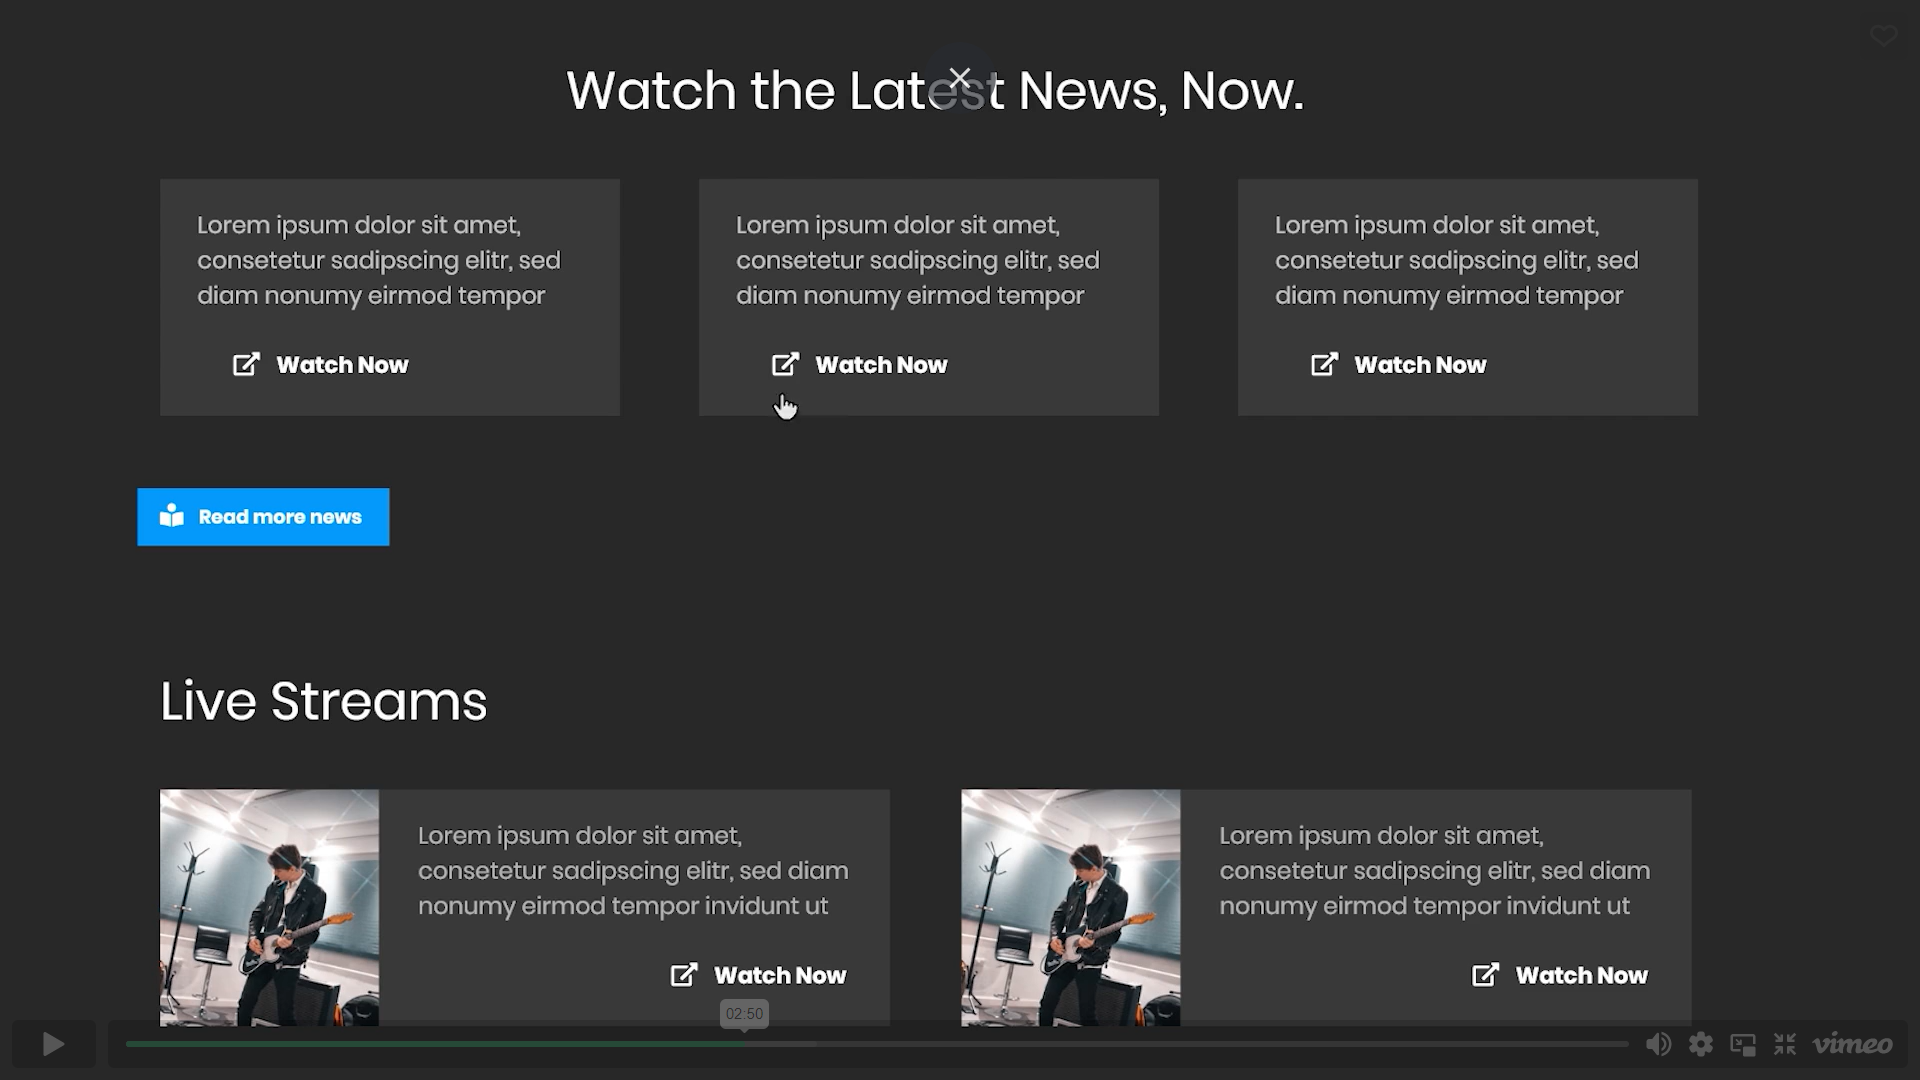 Watch the Latest News, Now.
Lorem ipsum dolor sit amet,
consetetur sadipscing elitr, sed
diam nonumy eirmod tempor
Watch Now
Lorem ipsum dolor sit amet,
consetetur sadipscing elitr, sed
diam nonumy eirmod tempor
Watch Now
Lorem ipsum dolor sit amet,
consetetur sadipscing elitr, sed
diam nonumy eirmod tempor
Watch Now
Read more news
Live Streams
Lorem ipsum dolor sit amet,
consetetur sadipscing elitr, sed diam
nonumy eirmod tempor invidunt ut
Watch Now
Lorem ipsum dolor sit amet,
consetetur sadipscing elitr, sed diam
nonumy eirmod tempor invidunt ut
Watch Now
02:50
vimeo